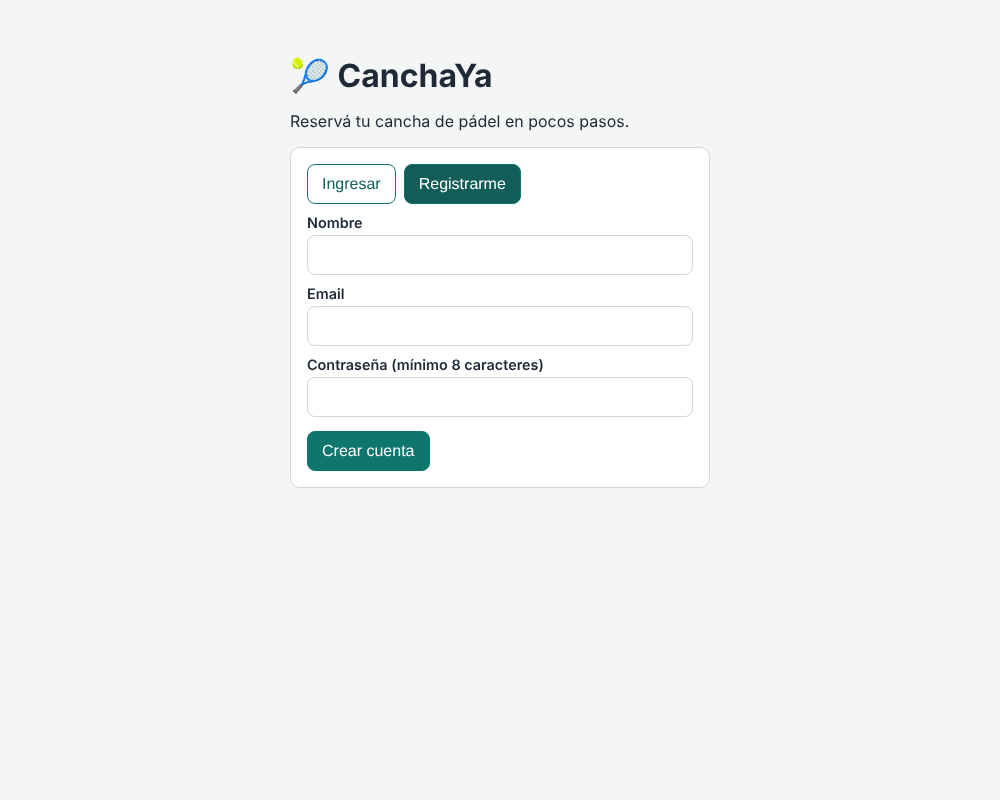 CanchaYa
Reservá tu cancha de pádel en pocos pasos.
Ingresar Registrarme
Nombre
Email
Contraseña (mínimo 8 caracteres)
Crear cuenta